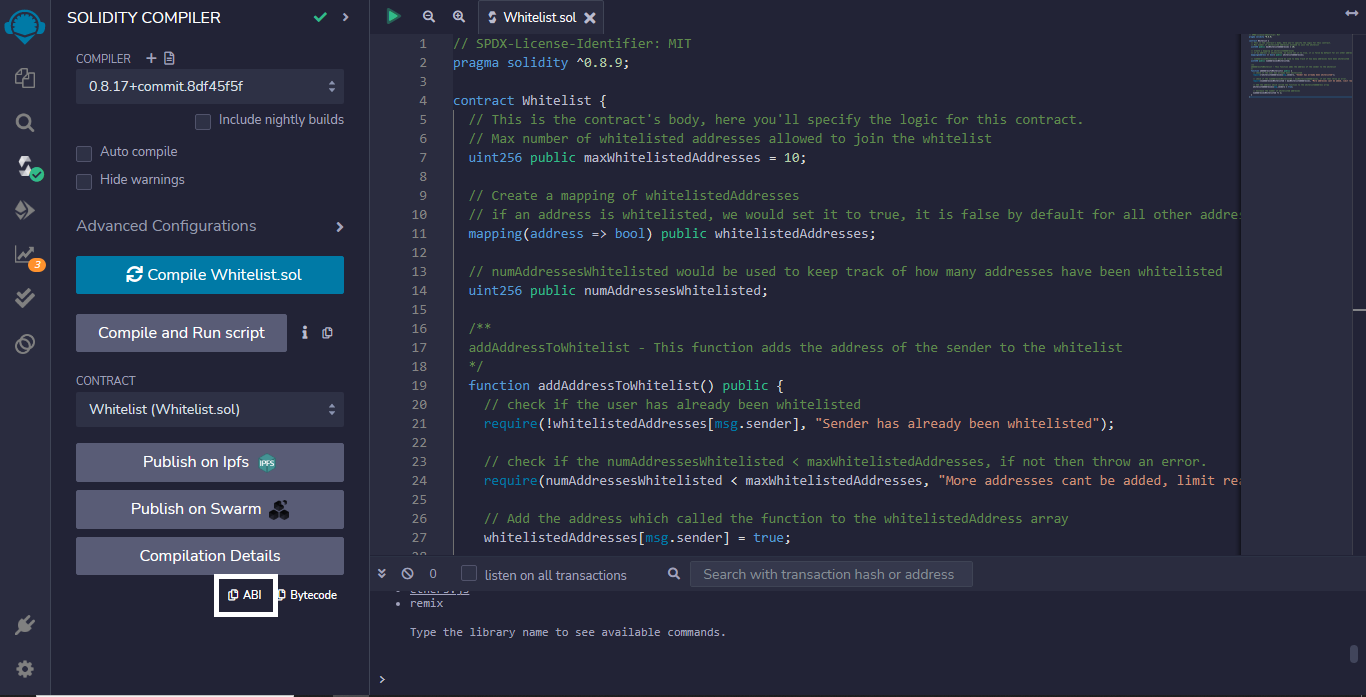 SOLIDITY COMPILER
COMPILER
0.8.17+commit.8df45f5f
Include nightly builds
Auto compile
Hide warnings
Advanced Configurations
Compile Whitelist.sol
Compile and Run script
CONTRACT
Whitelist (Whitelist.sol)
Publish on Ipfs IPFS
Publish on Swarm
Compilation Details
ABI Bytecode
3
Whitelist.sol
1 // SPDX-License-Identifier: MIT
2 pragma solidity ^0.8.9;
3
4 contract Whitelist {
5 // This is the contract's body, here you'll specify the logic for this contract.
6 // Max number of whitelisted addresses allowed to join the whitelist
7 uint256 public maxWhitelistedAddresses = 10;
8
9 // Create a mapping of whitelistedAddresses
10 // if an address is whitelisted, we would set it to true, it is false by default for all other addre
11 mapping(address => bool) public whitelistedAddresses;
12
13 // numAddressesWhitelisted would be used to keep track of how many addresses have been whitelisted
14 uint256 public numAddressesWhitelisted;
15
16 /**
17 addAddressToWhitelist - This function adds the address of the sender to the whitelist
18 */
19 function addAddressToWhitelist() public {
20 // check if the user has already been whitelisted
21 require(!whitelistedAddresses[msg.sender], "Sender has already been whitelisted");
22
23 // check if the numAddressesWhitelisted < maxWhitelistedAddresses, if not then throw an error.
24 require(numAddressesWhitelisted < maxWhitelistedAddresses, "More addresses cant be added, limit rea
25
26 // Add the address which called the function to the whitelistedAddress array
27 whitelistedAddresses[msg.sender] = true;
28
0 listen on all transactions Search with transaction hash or address
• ethers.js
• remix
Type the library name to see available commands.
>